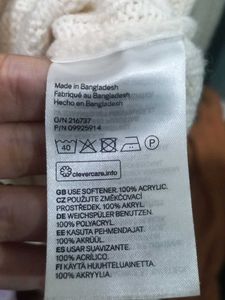 Made in Bangladesh
Fabriqué au Bangladesh
Hecho en Bangladesh
O/N 216737
P/N 09925914
40 P
clevercare.info
GB USE SOFTENER. 100% ACRYLIC.
CZ POUŽIJTE ZMĚKČOVACÍ
PROSTŘEDEK. 100% AKRYL.
DE WEICHSPÜLER BENUTZEN.
100% POLYACRYL.
EE KASUTA PEHMENDAJAT.
100% AKRÜÜL.
ES USAR SUAVIZANTE.
100% ACRÍLICO.
FI KÄYTÄ HUUHTELUAINETTA.
100% AKRYYLIA.